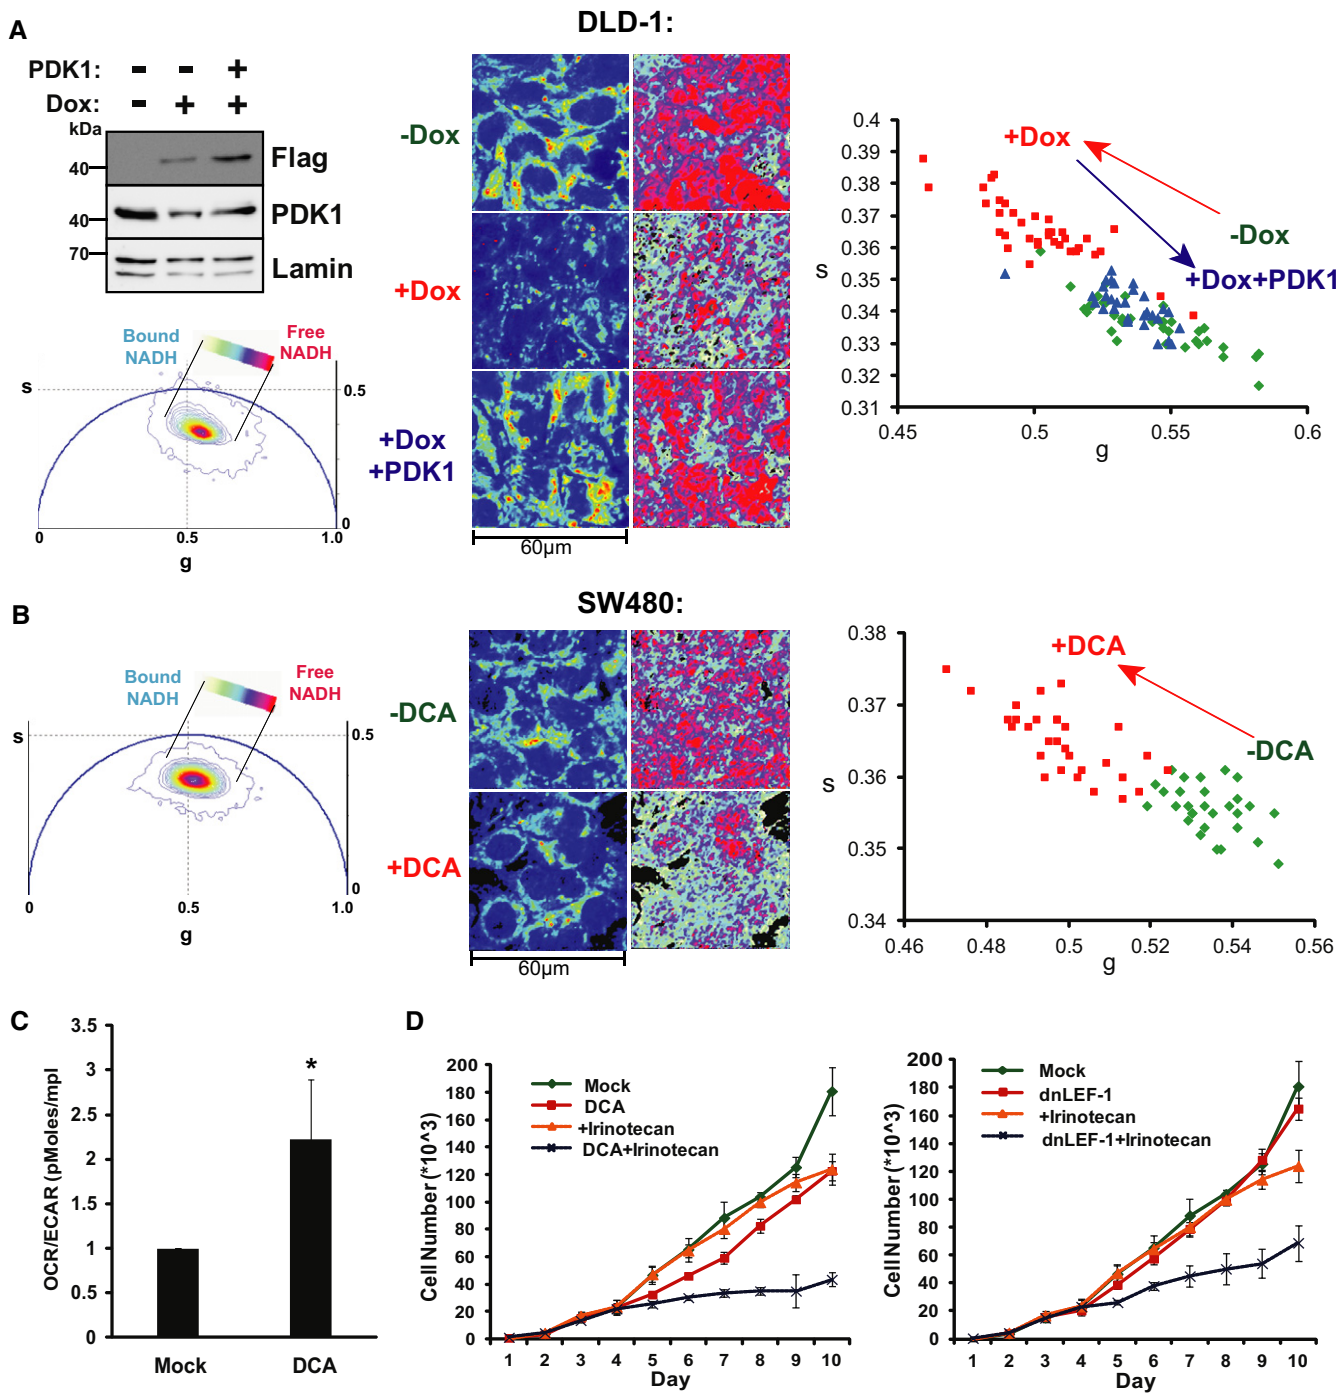 A
DLD-1:
PDK1: - - +
Dox: - + +
kDa
40
Flag
40
PDK1
70
Lamin
Bound
NADH
Free
NADH
s
0.5
0
0
0.5
1.0
g
-Dox
+Dox
+Dox
+PDK1
60µm
0.4
0.39
0.38
0.37
0.36
0.35
0.34
0.33
0.32
0.31
s
+Dox
-Dox
+Dox+PDK1
0.45
0.5
0.55
0.6
g
B
SW480:
Bound
NADH
Free
NADH
s
0.5
0
0
0.5
1.0
g
-DCA
+DCA
60µm
0.38
0.37
0.36
0.35
0.34
s
+DCA
-DCA
0.46
0.48
0.5
0.52
0.54
0.56
g
C
OCR/ECAR (pMoles/mpl
3.5
3
2.5
2
1.5
1
0.5
0
*
Mock
DCA
D
Cell Number (*10^3)
200
180
160
140
120
100
80
60
40
20
0
Mock
DCA
+Irinotecan
DCA+Irinotecan
1 2 3 4 5 6 7 8 9 10
Day
Cell Number (*10^3)
200
180
160
140
120
100
80
60
40
20
0
Mock
dnLEF-1
+Irinotecan
dnLEF-1+Irinotecan
1 2 3 4 5 6 7 8 9 10
Day